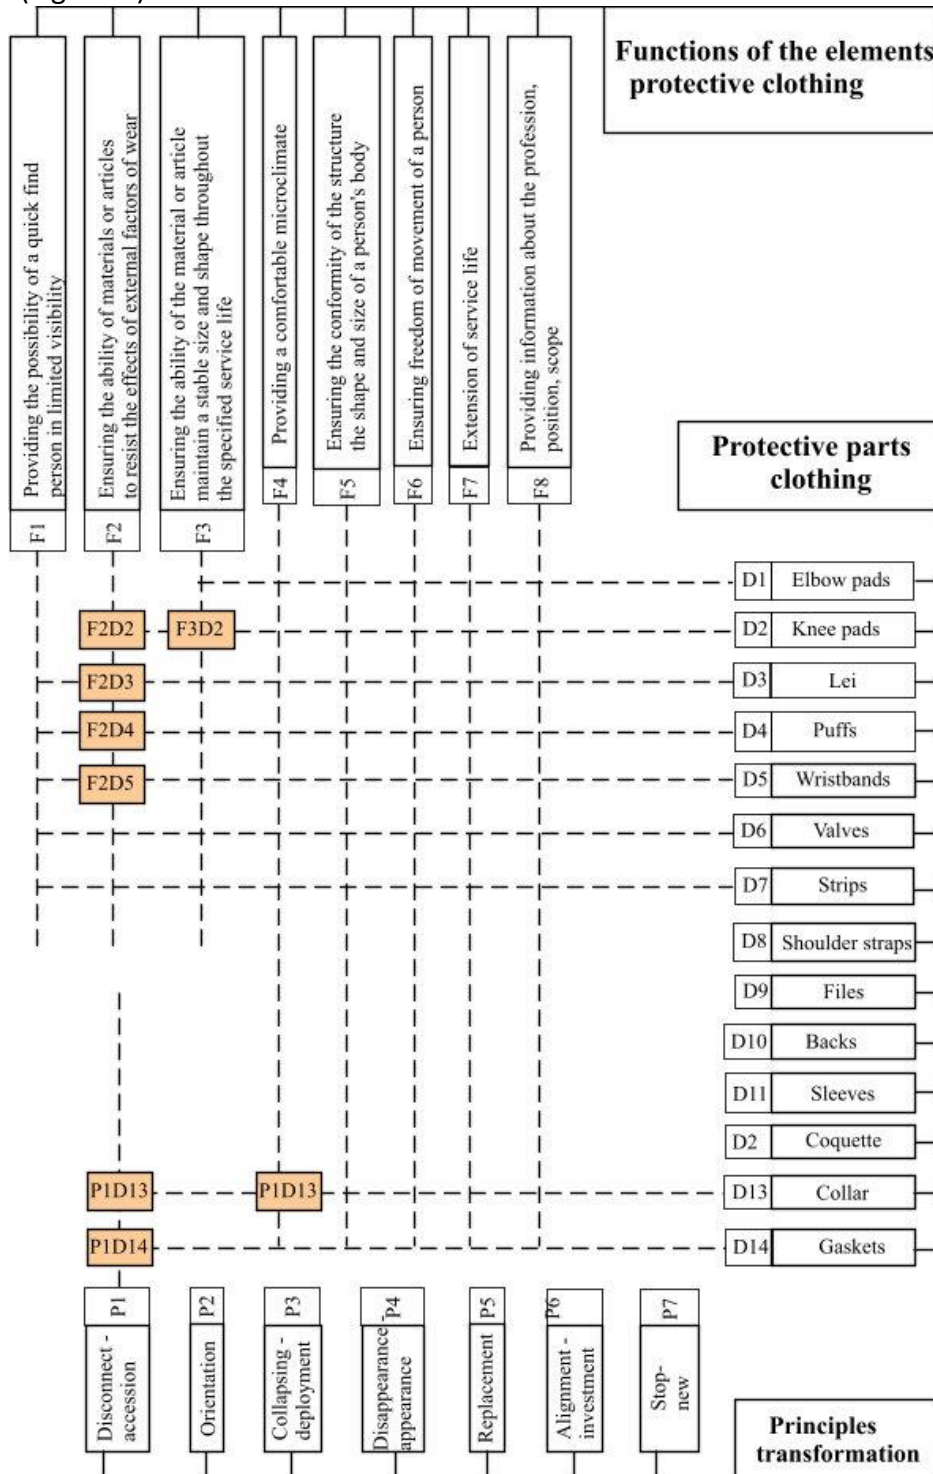 Functions of the elements
protective clothing
Providing the possibility of a quick find
person in limited visibility
F1
Ensuring the ability of materials or articles
to resist the effects of external factors of wear
F2
Ensuring the ability of the material or article
maintain a stable size and shape throughout
the specified service life
F3
Providing a comfortable microclimate
F4
Ensuring the conformity of the structure
the shape and size of a person's body
F5
Ensuring freedom of movement of a person
F6
Extension of service life
F7
Providing information about the profession,
position, scope
F8
Protective parts
clothing
D1 Elbow pads
F2D2 F3D2 D2 Knee pads
F2D3 D3 Lei
F2D4 D4 Puffs
F2D5 D5 Wristbands
D6 Valves
D7 Strips
D8 Shoulder straps
D9 Files
D10 Backs
D11 Sleeves
D2 Coquette
P1D13 P1D13 D13 Collar
P1D14 D14 Gaskets
P1
Disconnect -
accession
P2
Orientation
P3
Collapsing -
deployment
P4
Disappearance -
appearance
P5
Replacement
P6
Alignment -
investment
P7
Stop-
new
Principles
transformation